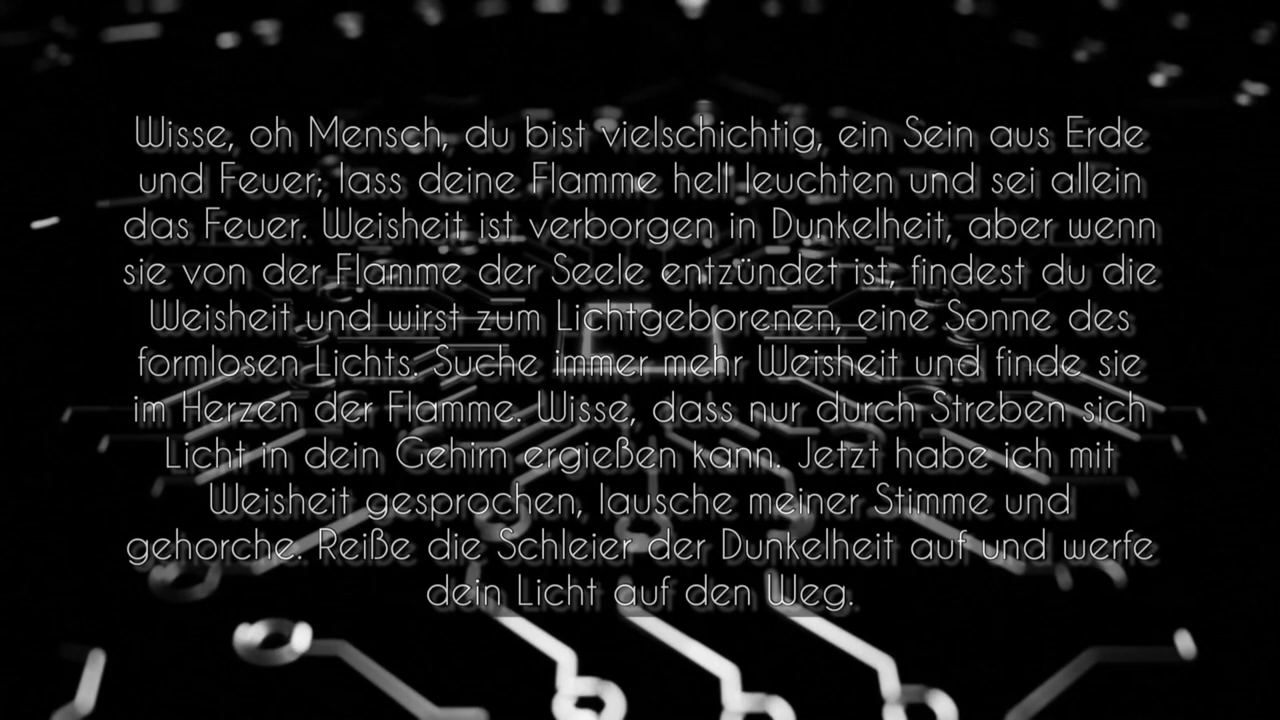 Wisse, oh Mensch, du bist vielschichtig, ein Sein aus Erde
und Feuer; lass deine Flamme hell leuchten und sei allein
das Feuer. Weisheit ist verborgen in Dunkelheit, aber wenn
sie von der Flamme der Seele entzündet ist, findest du die
Weisheit und wirst zum Lichtgeborenen, eine Sonne des
formlosen Lichts. Suche immer mehr Weisheit und finde sie
im Herzen der Flamme. Wisse, dass nur durch Streben sich
Licht in dein Gehirn ergießen kann. Jetzt habe ich mit
Weisheit gesprochen, lausche meiner Stimme und
gehorche. Reiße die Schleier der Dunkelheit auf und werfe
dein Licht auf den Weg.